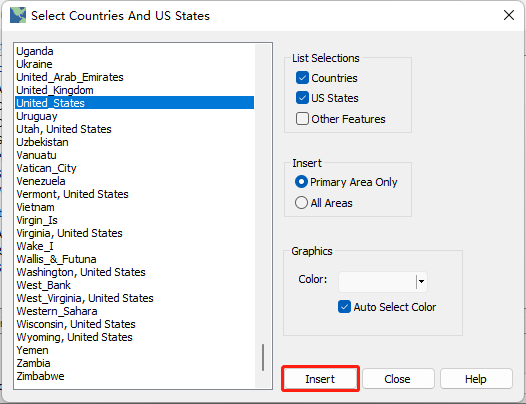 Select Countries And US States
Uganda
Ukraine
United_Arab_Emirates
United_Kingdom
United_States
Uruguay
Utah, United States
Uzbekistan
Vanuatu
Vatican_City
Venezuela
Vermont, United States
Vietnam
Virgin_Is
Virginia, United States
Wake_I
Wallis_&_Futuna
Washington, United States
West_Bank
West_Virginia, United States
Western_Sahara
Wisconsin, United States
Wyoming, United States
Yemen
Zambia
Zimbabwe
List Selections
Countries
US States
Other Features
Insert
Primary Area Only
All Areas
Graphics
Color:
Auto Select Color
Insert
Close
Help